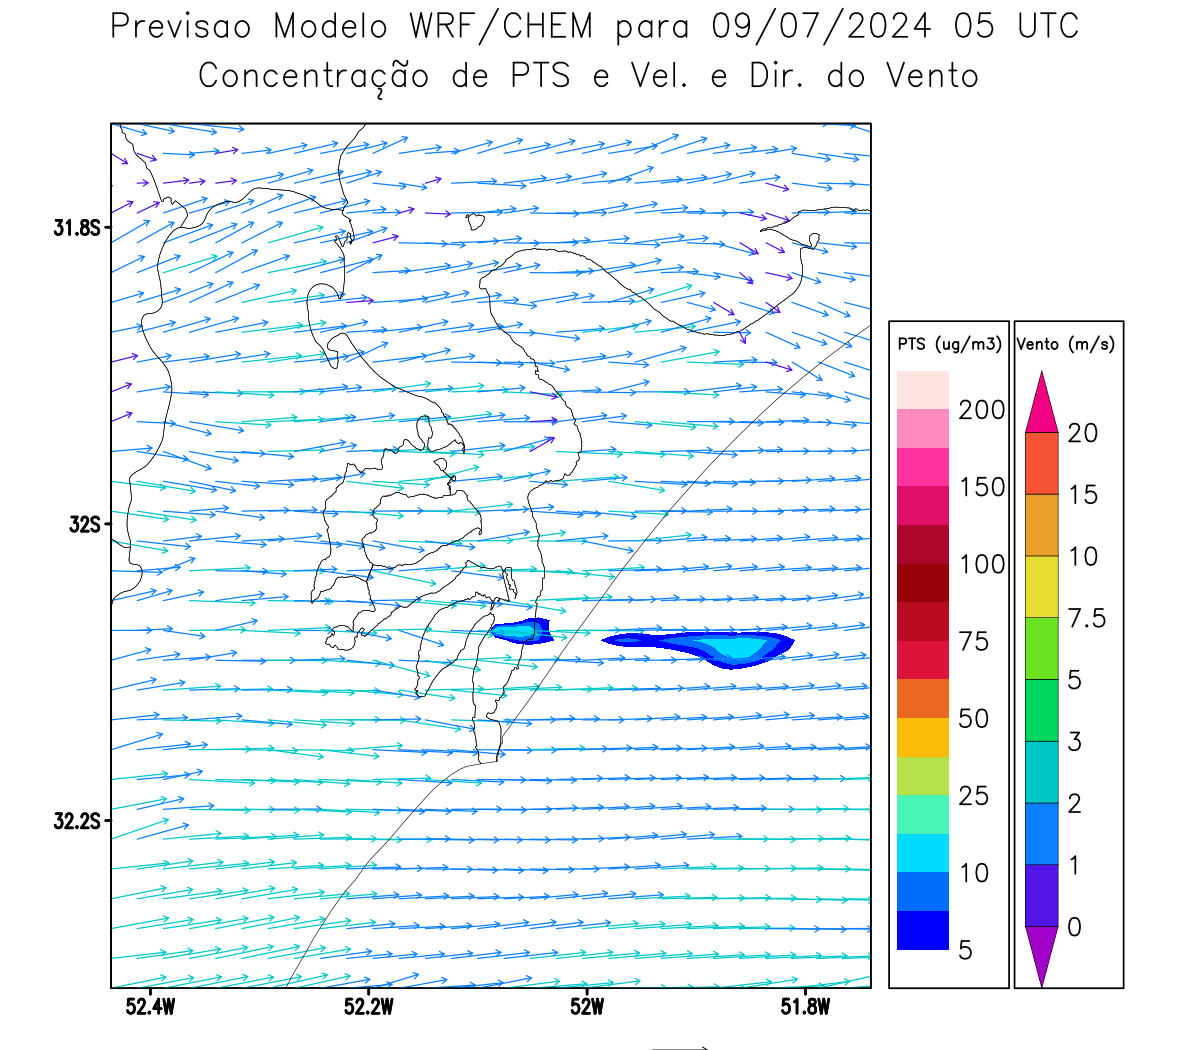 Previsao Modelo WRF/CHEM para 09/07/2024 05 UTC
Concentração de PTS e Vel. e Dir. do Vento
31.8S
32S
32.2S
52.4W
52.2W
52W
51.8W
PTS (ug/m3)
200
150
100
75
50
25
10
5
Vento (m/s)
20
15
10
7.5
5
3
2
1
0